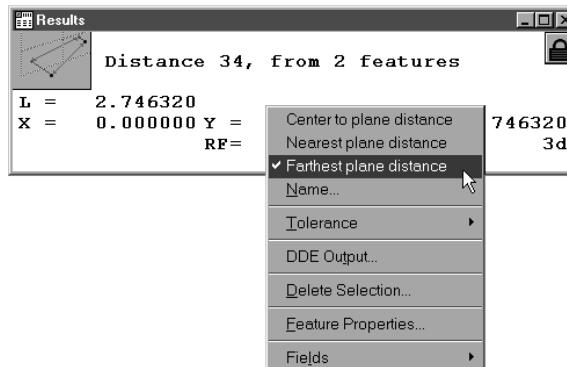 Results
Distance 34, from 2 features
L = 2.746320
X = 0.000000 Y = 746320
RF= 3d
Center to plane distance
Nearest plane distance
Farthest plane distance
Name...
Tolerance
DDE Output...
Delete Selection...
Feature Properties...
Fields